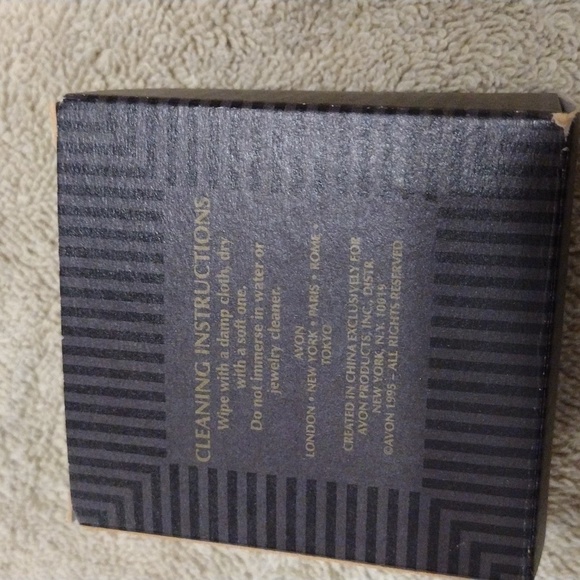 CLEANING INSTRUCTIONS
Wipe with a damp cloth, dry
with a soft one.
Do not immerse in water or
jewelry cleaner.
AVON
LONDON • NEW YORK • PARIS • ROME •
TOKYO
CREATED IN CHINA EXCLUSIVELY FOR
AVON PRODUCTS, INC., DISTR.
NEW YORK, N.Y. 10019
©AVON 1995 – ALL RIGHTS RESERVED.